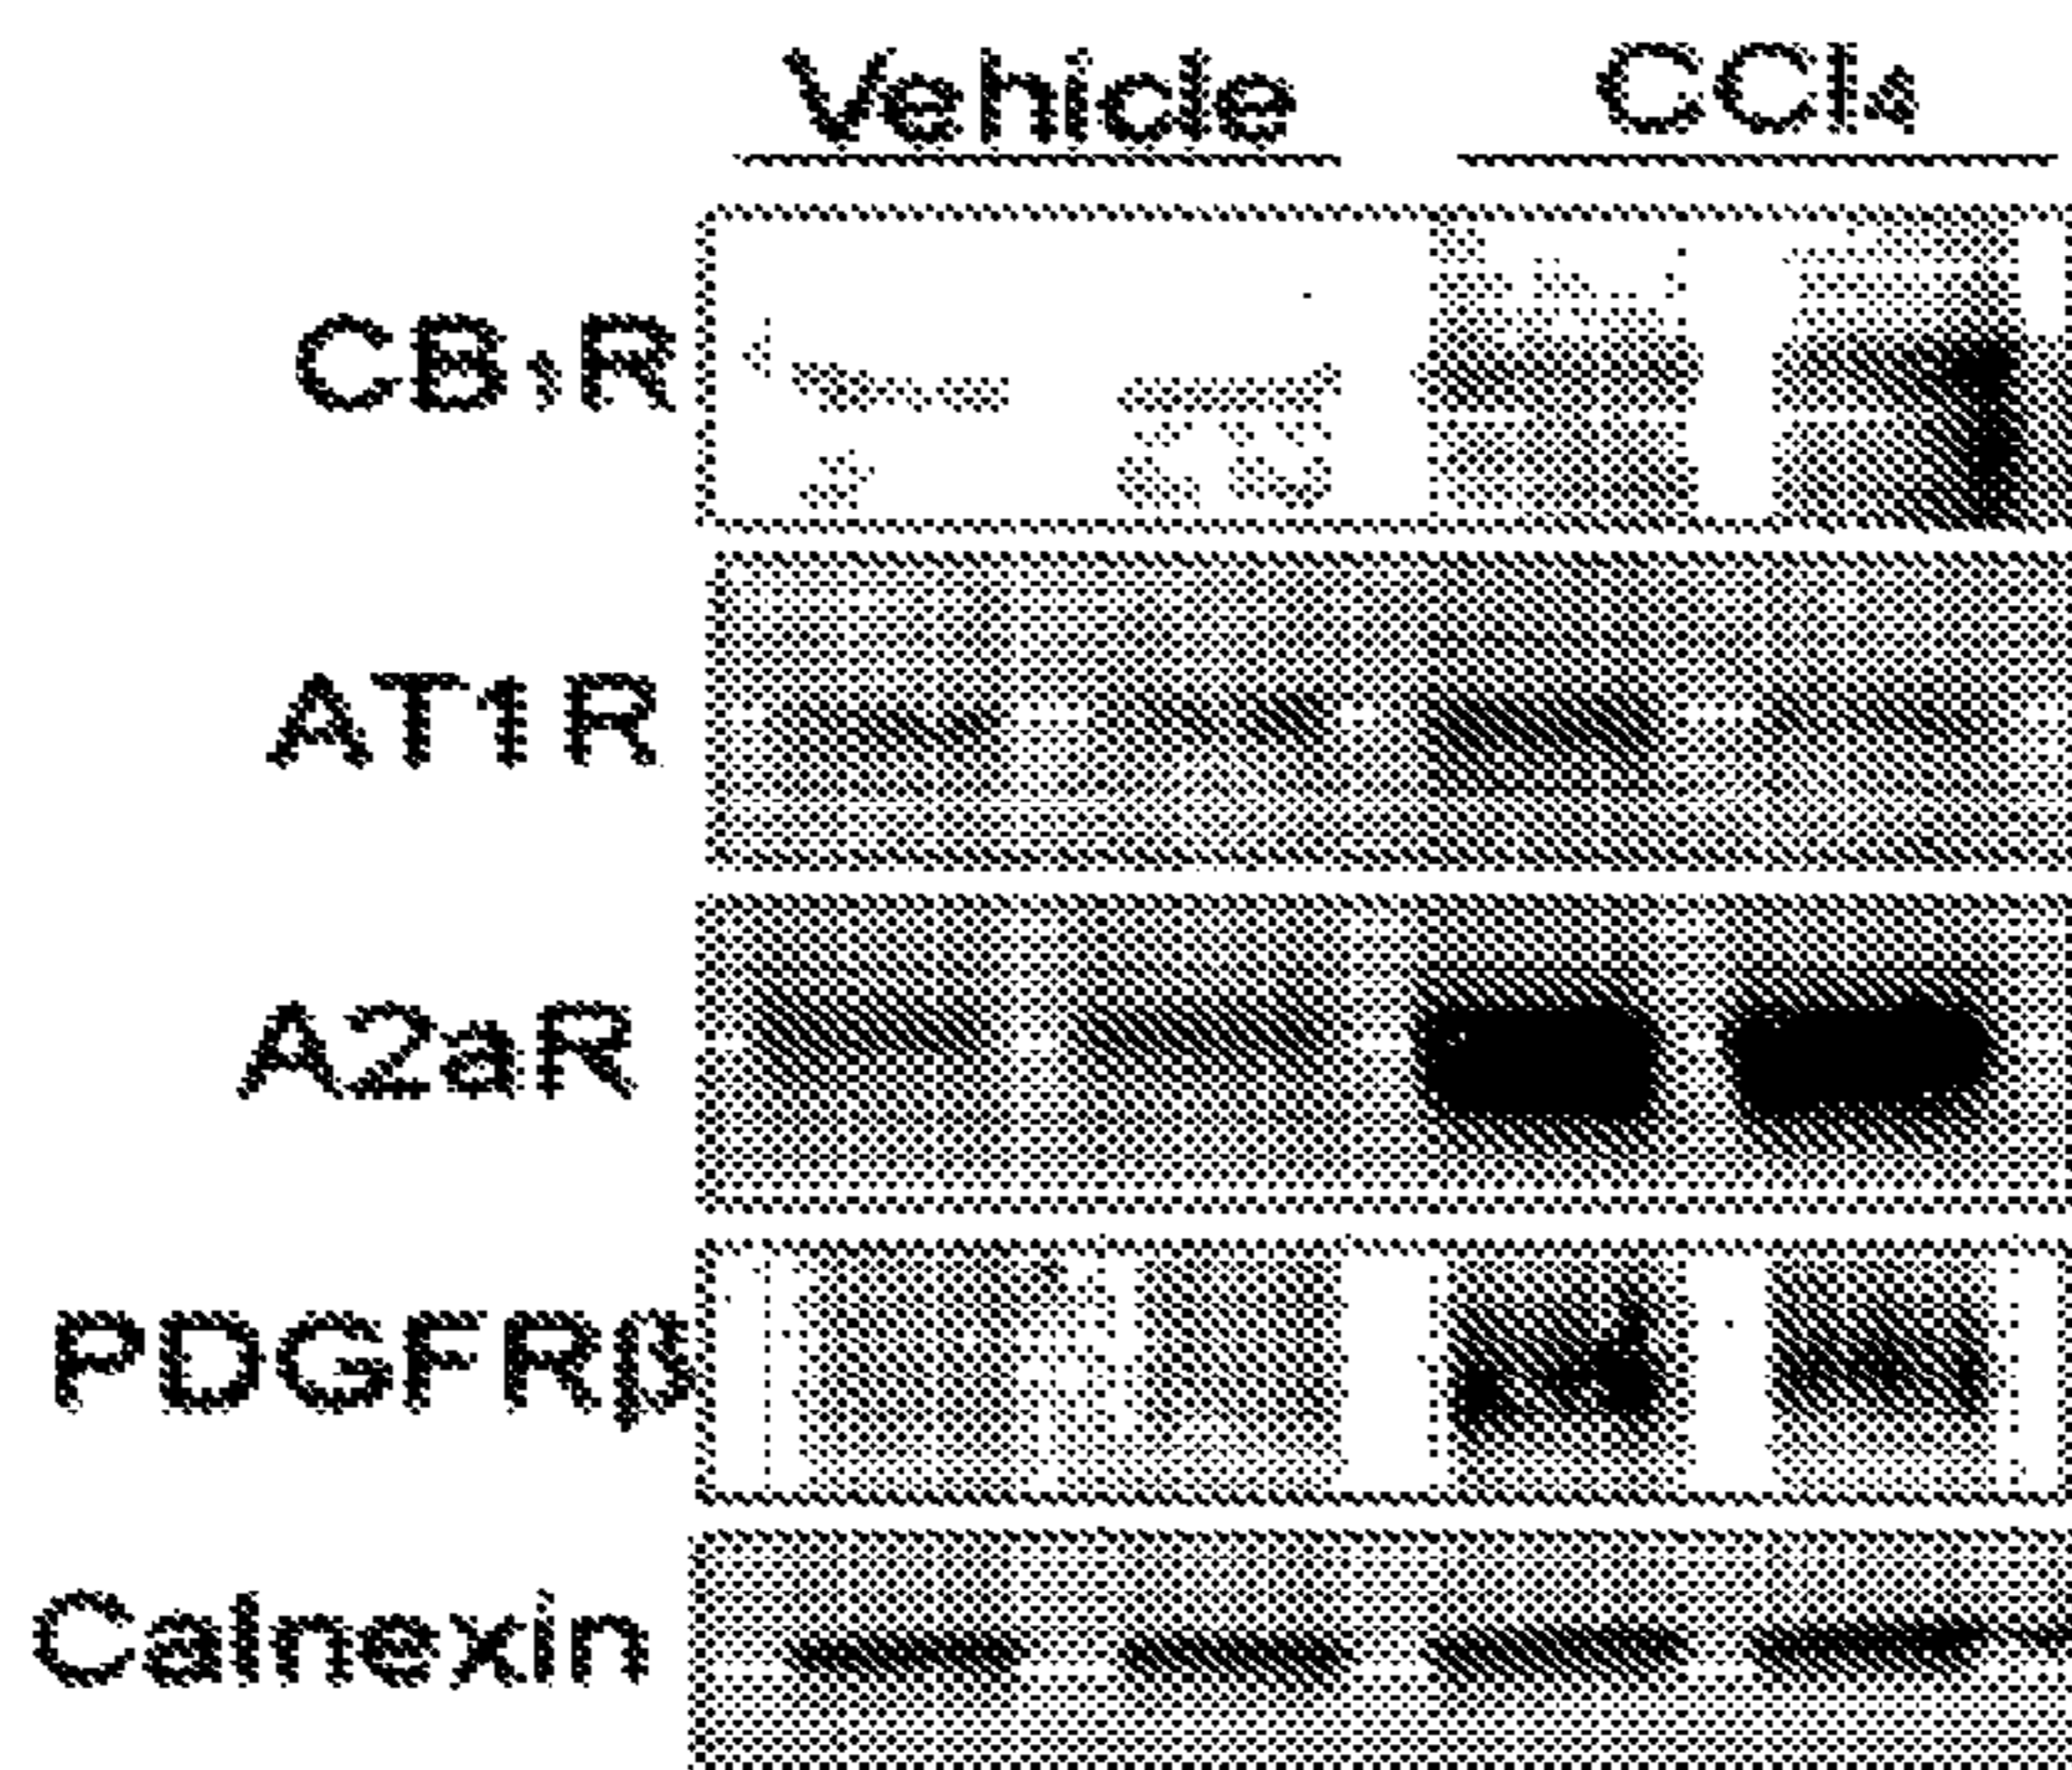 Vehicle CCl₄
CB₁R
AT1R
A2aR
PDGFRβ
Calnexin